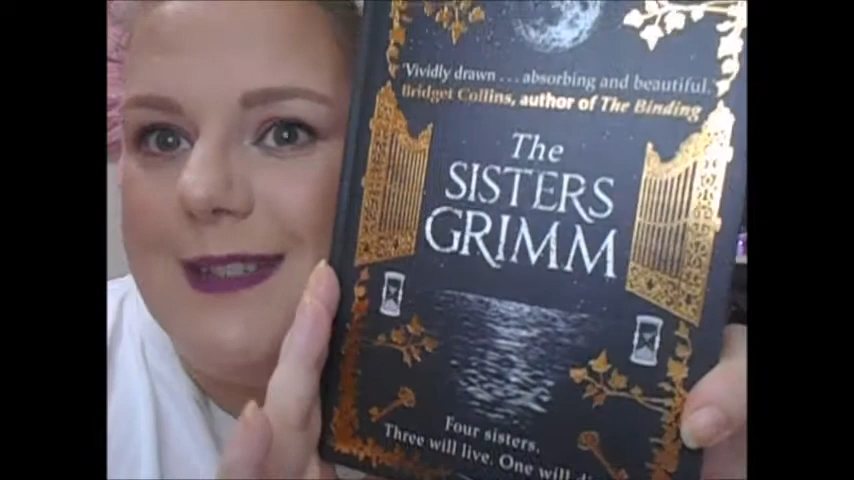 'Vividly drawn ... absorbing and beautiful.'
Bridget Collins, author of The Binding
The
SISTERS
GRIMM
Four sisters.
Three will live. One will